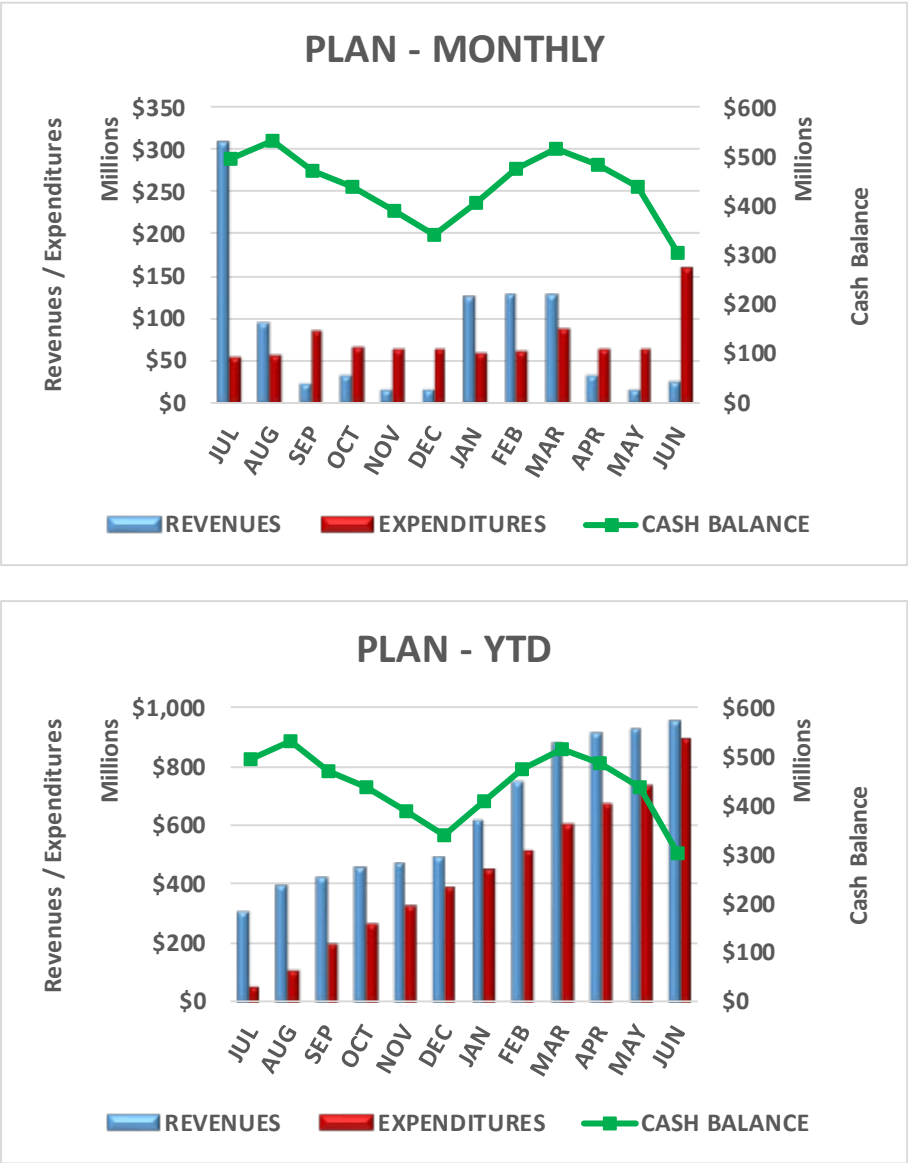 PLAN - MONTHLY
Revenues / Expenditures
Millions
$350
$300
$250
$200
$150
$100
$50
$0
$600
$500
$400
$300
$200
$100
$0
Millions
Cash Balance
JUL AUG SEP OCT NOV DEC JAN FEB MAR APR MAY JUN
REVENUES EXPENDITURES CASH BALANCE
PLAN - YTD
Revenues / Expenditures
Millions
$1,000
$800
$600
$400
$200
$0
$600
$500
$400
$300
$200
$100
$0
Millions
Cash Balance
JUL AUG SEP OCT NOV DEC JAN FEB MAR APR MAY JUN
REVENUES EXPENDITURES CASH BALANCE